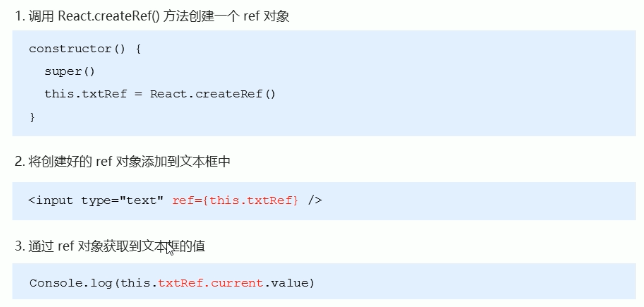 1. 调用 React.createRef() 方法创建一个 ref 对象
constructor() {
super()
this.txtRef = React.createRef()
}
2. 将创建好的 ref 对象添加到文本框中
<input type="text" ref={this.txtRef} />
3. 通过 ref 对象获取到文本框的值
Console.log(this.txtRef.current.value)